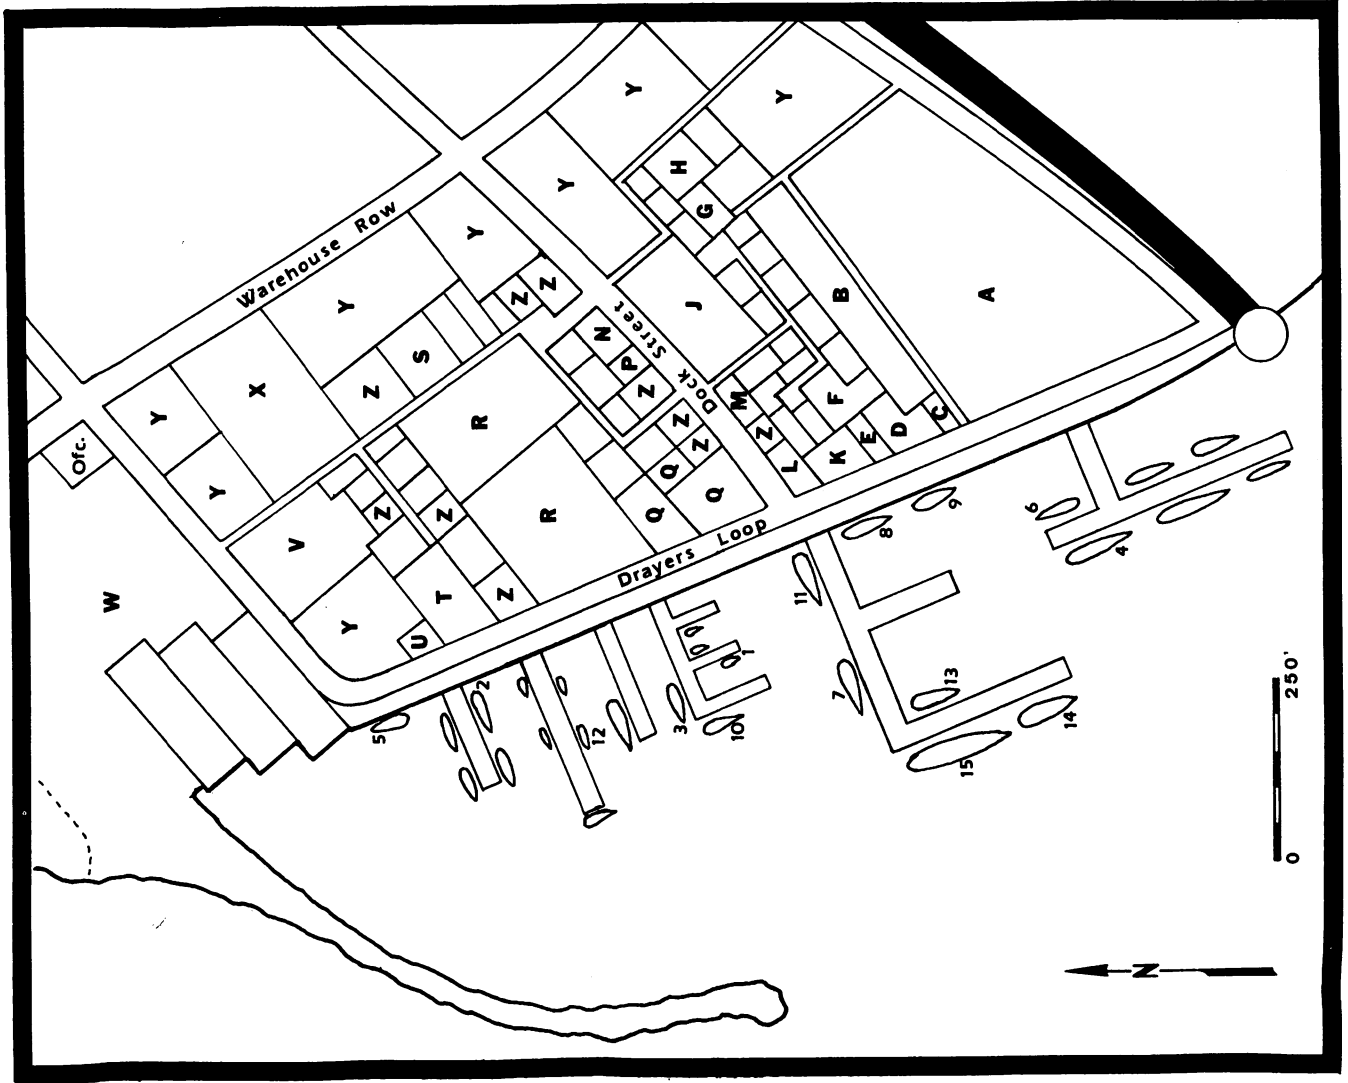 Warehouse Row
Y
Y
Y
Y
H
G
Y
Y
Z
Z
Ofc.
Y
X
Z
S
Y
J
B
A
N
P
Z
Dock Street
M
Z
L
K
F
E
D
C
R
R
Z
Z
Q
Q
Q
V
Z
Z
Y
T
Z
U
W
Drayers Loop
5
2
12
3
1
10
11
7
8
9
6
4
13
14
15
0
250'
N